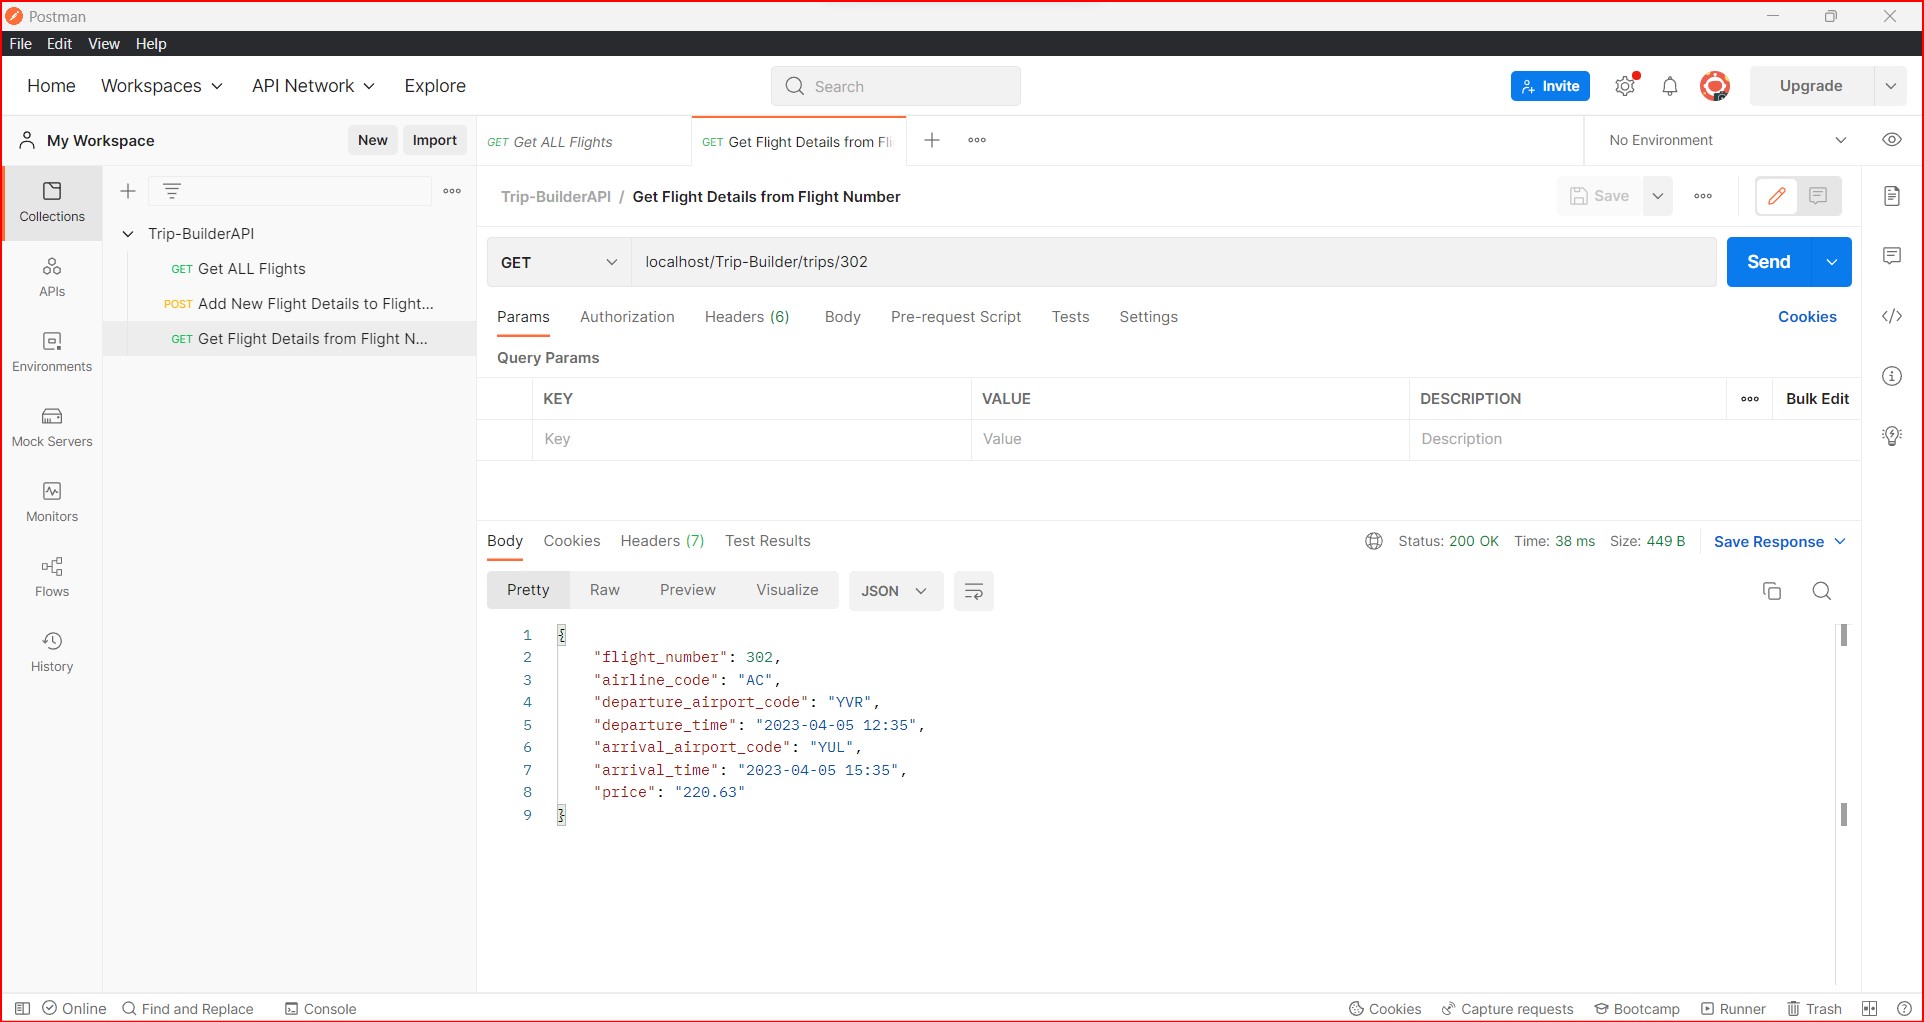 Postman
File Edit View Help
Home Workspaces API Network Explore Search Invite Upgrade
My Workspace New Import GET Get ALL Flights GET Get Flight Details from Fli No Environment
Collections
APIs
Environments
Mock Servers
Monitors
Flows
History
Trip-BuilderAPI
GET Get ALL Flights
POST Add New Flight Details to Flight...
GET Get Flight Details from Flight N...
Trip-BuilderAPI / Get Flight Details from Flight Number Save
GET localhost/Trip-Builder/trips/302 Send
Params Authorization Headers (6) Body Pre-request Script Tests Settings Cookies
Query Params
KEY VALUE DESCRIPTION Bulk Edit
Key Value Description
Body Cookies Headers (7) Test Results Status: 200 OK Time: 38 ms Size: 449 B Save Response
Pretty Raw Preview Visualize JSON
1 {
2 "flight_number": 302,
3 "airline_code": "AC",
4 "departure_airport_code": "YVR",
5 "departure_time": "2023-04-05 12:35",
6 "arrival_airport_code": "YUL",
7 "arrival_time": "2023-04-05 15:35",
8 "price": "220.63"
9 }
Online Find and Replace Console Cookies Capture requests Bootcamp Runner Trash